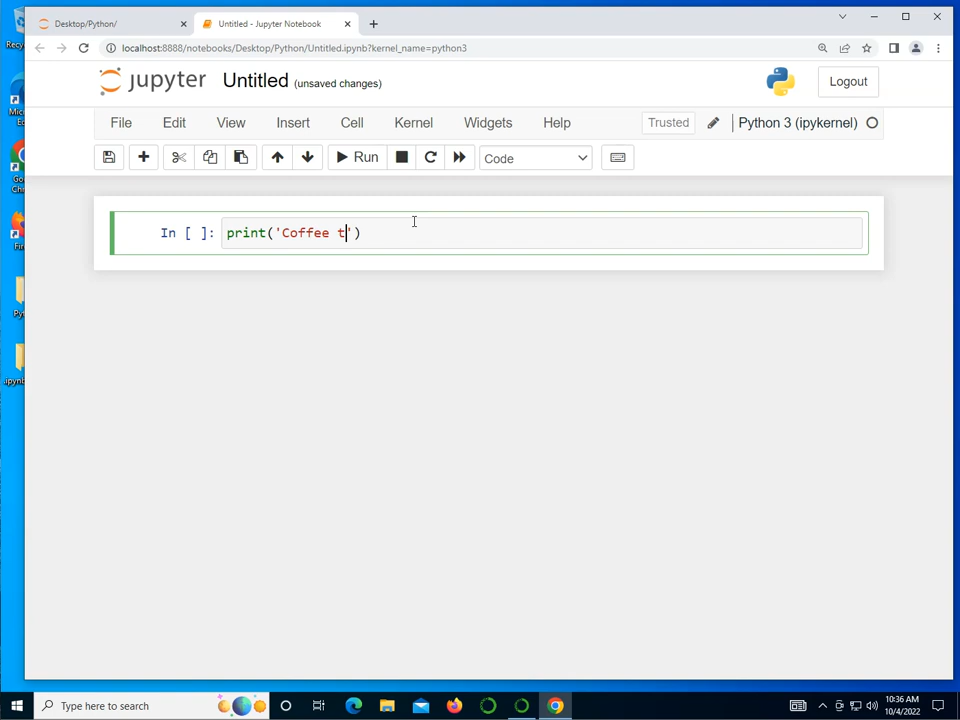 Desktop/Python/
Untitled - Jupyter Notebook
localhost:8888/notebooks/Desktop/Python/Untitled.ipynb?kernel_name=python3
jupyter Untitled (unsaved changes)
Logout
File Edit View Insert Cell Kernel Widgets Help
Trusted
Python 3 (ipykernel)
Run
Code
In [ ]: print('Coffee t')
Type here to search
10:36 AM
10/4/2022